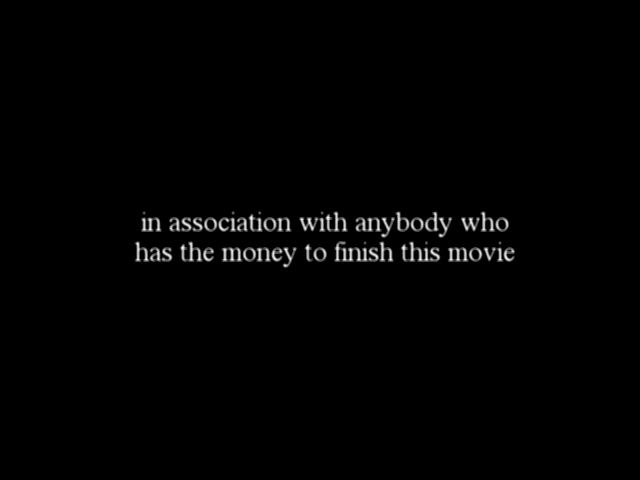 in association with anybody who
has the money to finish this movie